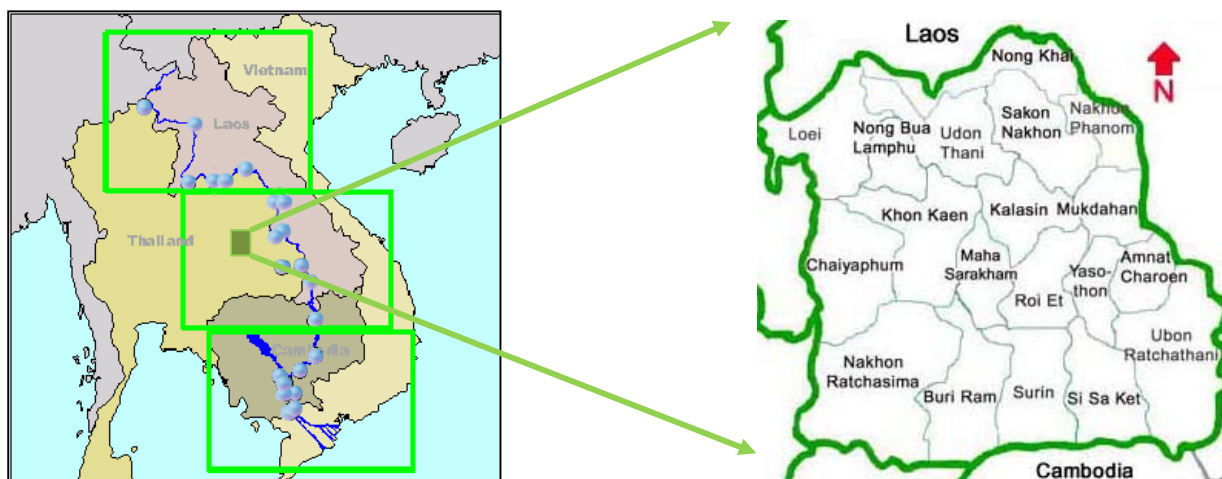 Vietnam
Laos
Thailand
Cambodia
Laos
Nong Khai
N
Loei
Nong Bua
Lamphu
Udon
Thani
Sakon
Nakhon
Nakhon
Phanom
Khon Kaen
Kalasin
Mukdahan
Chaiyaphum
Maha
Sarakham
Roi Et
Yaso-
thon
Amnat
Charoen
Ubon
Ratchathani
Nakhon
Ratchasima
Buri Ram
Surin
Si Sa Ket
Cambodia